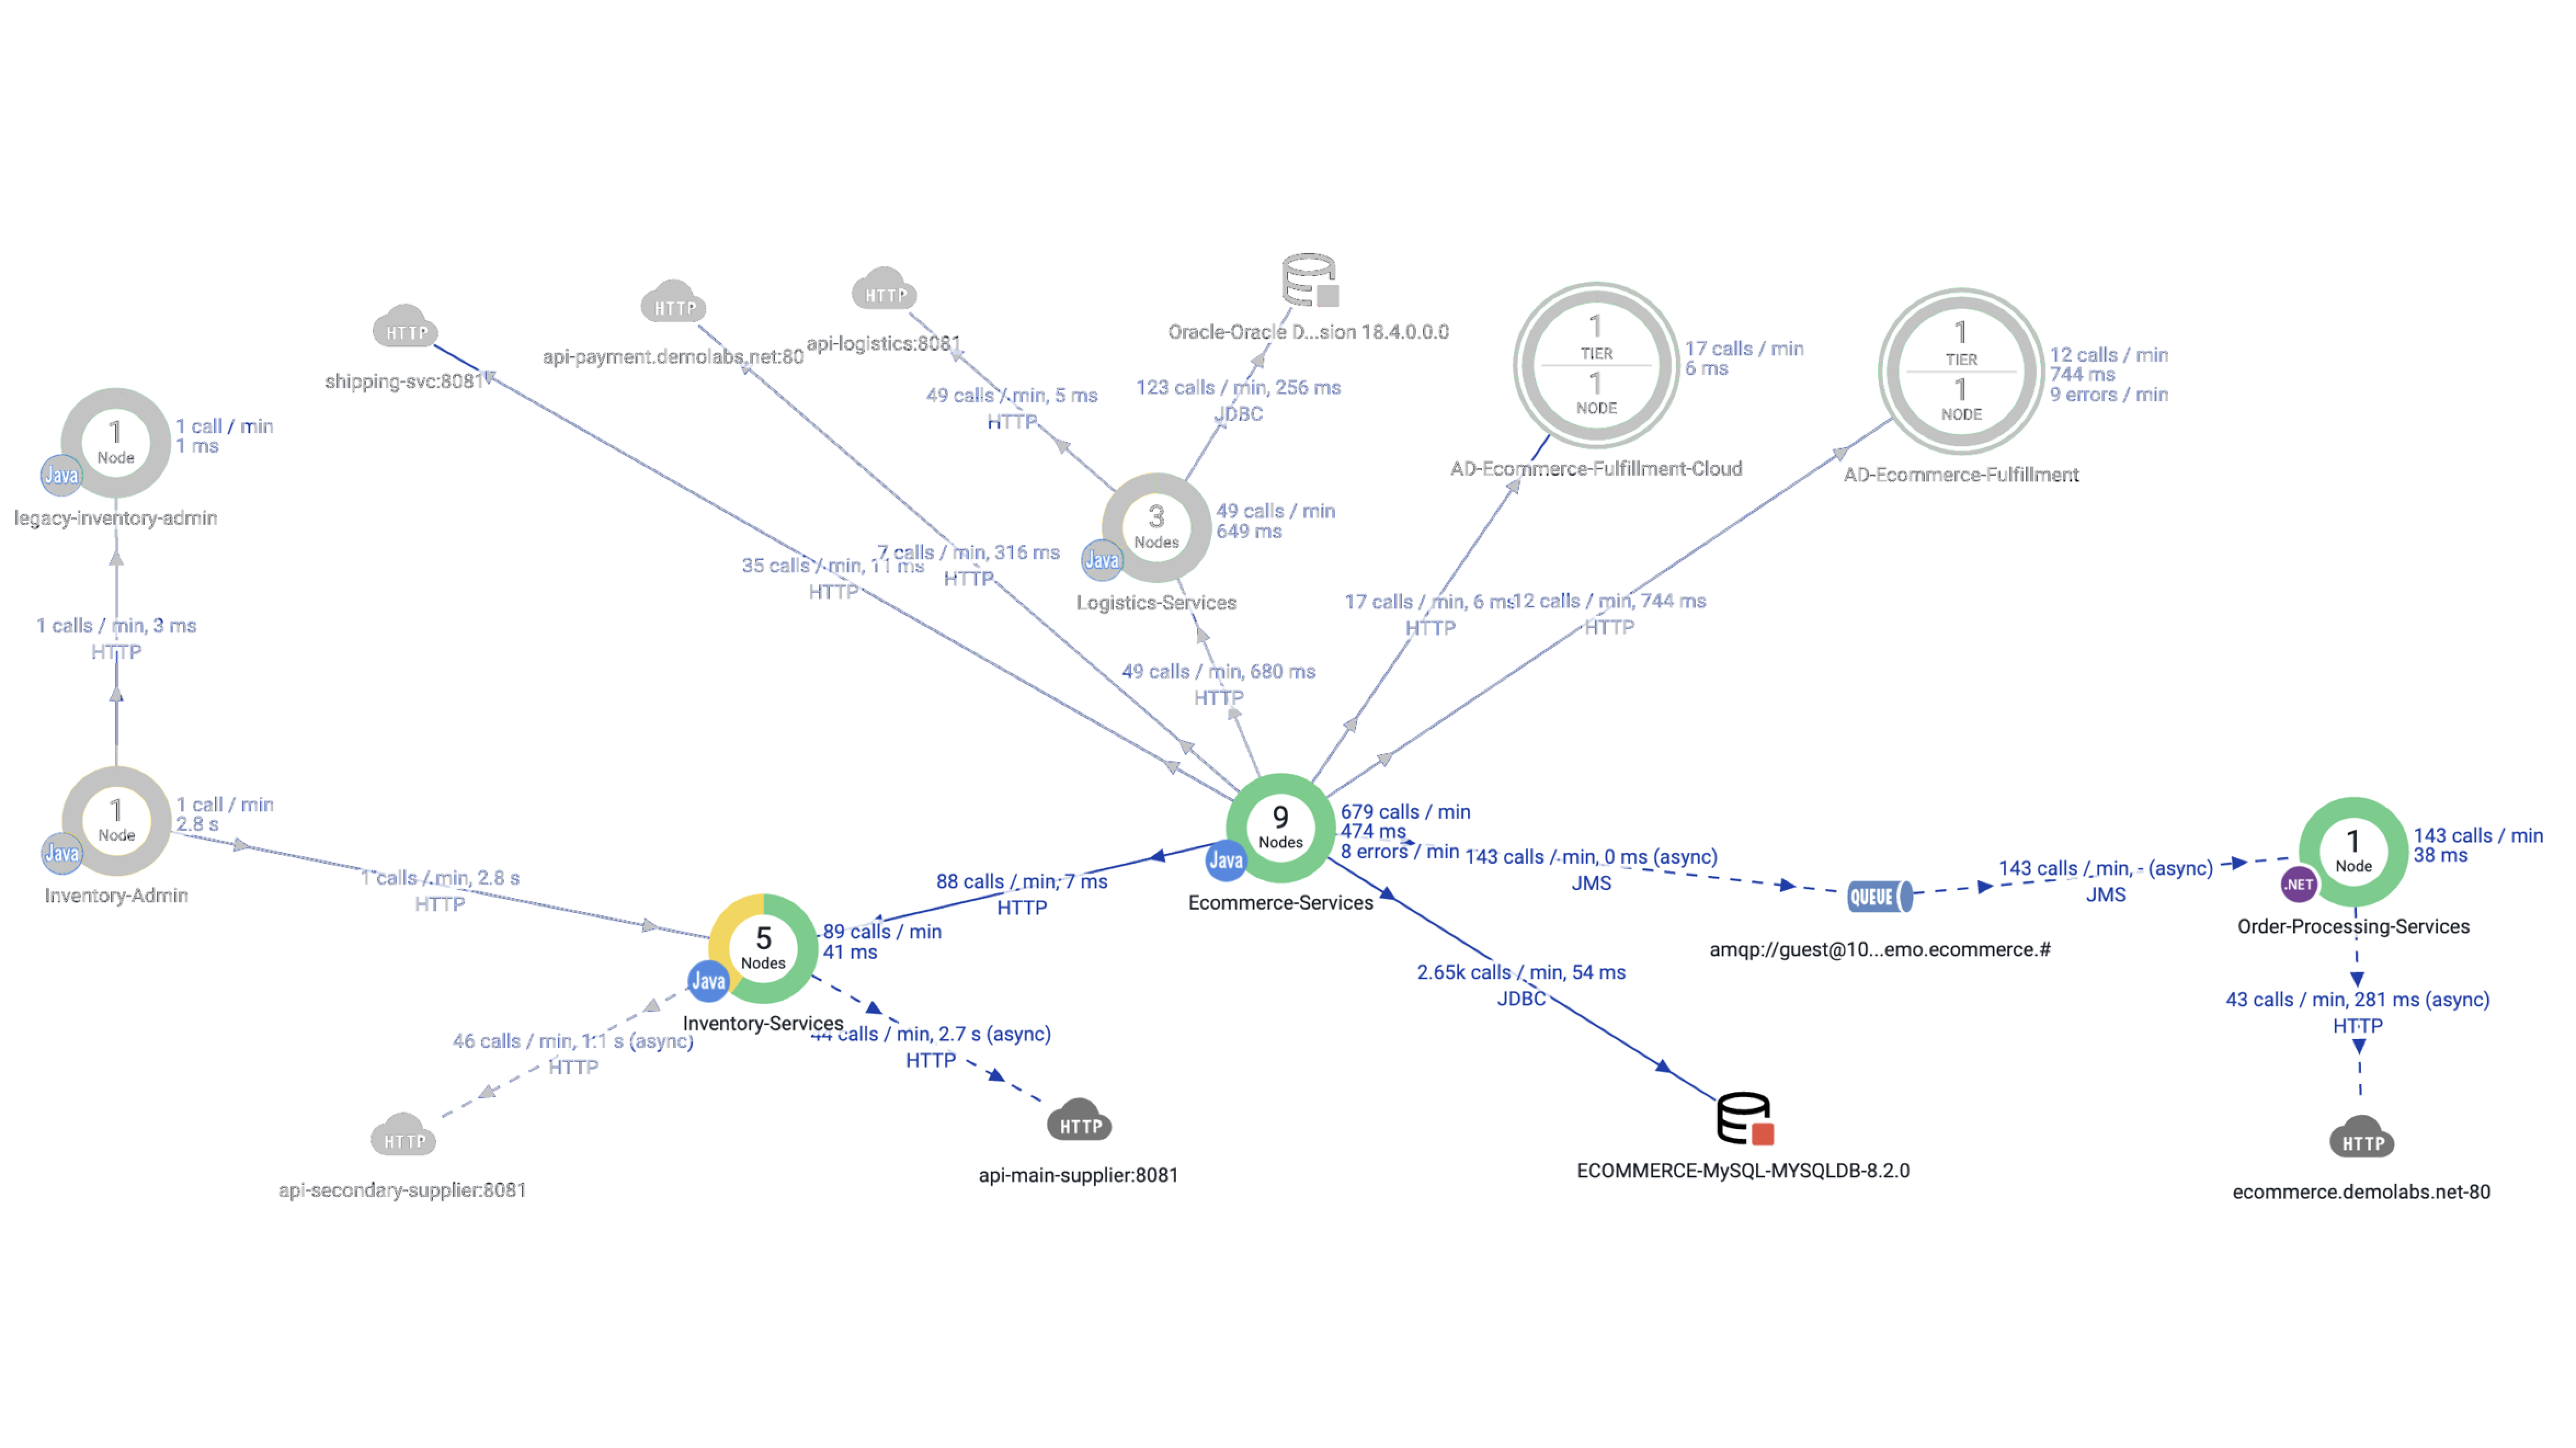 HTTP
shipping-svc:8081
HTTP
api-payment.demolabs.net:80
HTTP
api-logistics:8081
Oracle-Oracle D...sion 18.4.0.0.0
1
TIER
1
NODE
17 calls / min
6 ms
AD-Ecommerce-Fulfillment-Cloud
1
TIER
1
NODE
12 calls / min
744 ms
9 errors / min
AD-Ecommerce-Fulfillment
1
Node
Java
1 call / min
1 ms
legacy-inventory-admin
49 calls / min, 5 ms
HTTP
123 calls / min, 256 ms
JDBC
3
Nodes
Java
49 calls / min
649 ms
Logistics-Services
35 calls / min, 11 ms
HTTP
7 calls / min, 316 ms
HTTP
17 calls / min, 6 ms
HTTP
12 calls / min, 744 ms
HTTP
1 calls / min, 3 ms
HTTP
49 calls / min, 680 ms
HTTP
1
Node
Java
1 call / min
2.8 s
Inventory-Admin
1 calls / min, 2.8 s
HTTP
9
Nodes
Java
679 calls / min
474 ms
8 errors / min
Ecommerce-Services
143 calls / min, 0 ms (async)
JMS
QUEUE
amqp://guest@10...emo.ecommerce.#
143 calls / min, - (async)
JMS
1
Node
.NET
143 calls / min
38 ms
Order-Processing-Services
88 calls / min, 7 ms
HTTP
5
Nodes
Java
89 calls / min
41 ms
Inventory-Services
2.65k calls / min, 54 ms
JDBC
43 calls / min, 281 ms (async)
HTTP
46 calls / min, 1.1 s (async)
HTTP
44 calls / min, 2.7 s (async)
HTTP
HTTP
api-secondary-supplier:8081
HTTP
api-main-supplier:8081
ECOMMERCE-MySQL-MYSQLDB-8.2.0
HTTP
ecommerce.demolabs.net-80